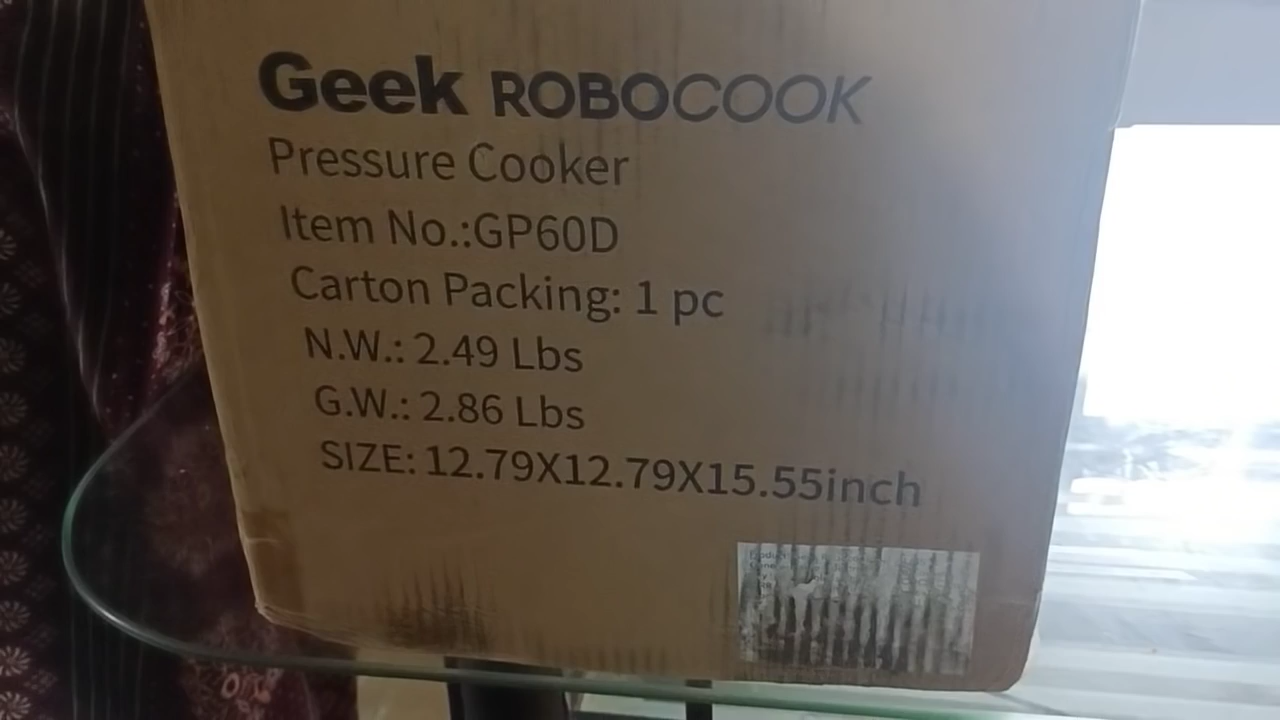 Geek ROBOCOOK
Pressure Cooker
Item No.:GP60D
Carton Packing: 1 pc
N.W.: 2.49 Lbs
G.W.: 2.86 Lbs
SIZE: 12.79X12.79X15.55inch